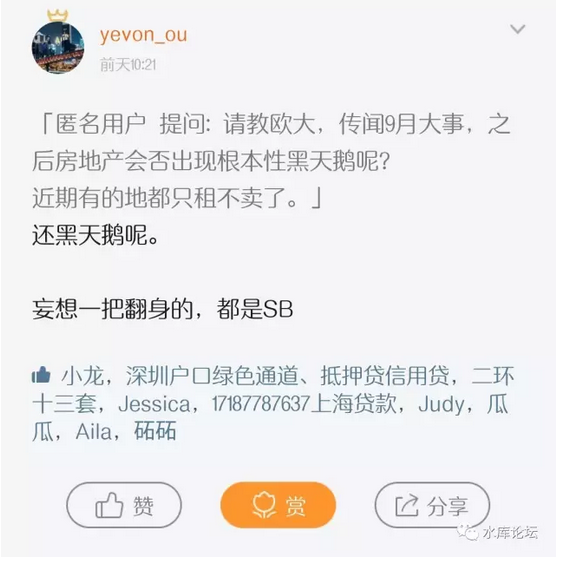 yevon_ou
前天10:21
「匿名用户 提问: 请教欧大，传闻9月大事，之
后房地产会否出现根本性黑天鹅呢?
近期有的地都只租不卖了。」
还黑天鹅呢。
妄想一把翻身的，都是SB
小龙，深圳户口绿色通道、抵押贷信用贷，二环
十三套，Jessica，17187787637上海贷款，Judy，瓜
瓜，Aila，砳砳
赞
赏
分享
水库论坛